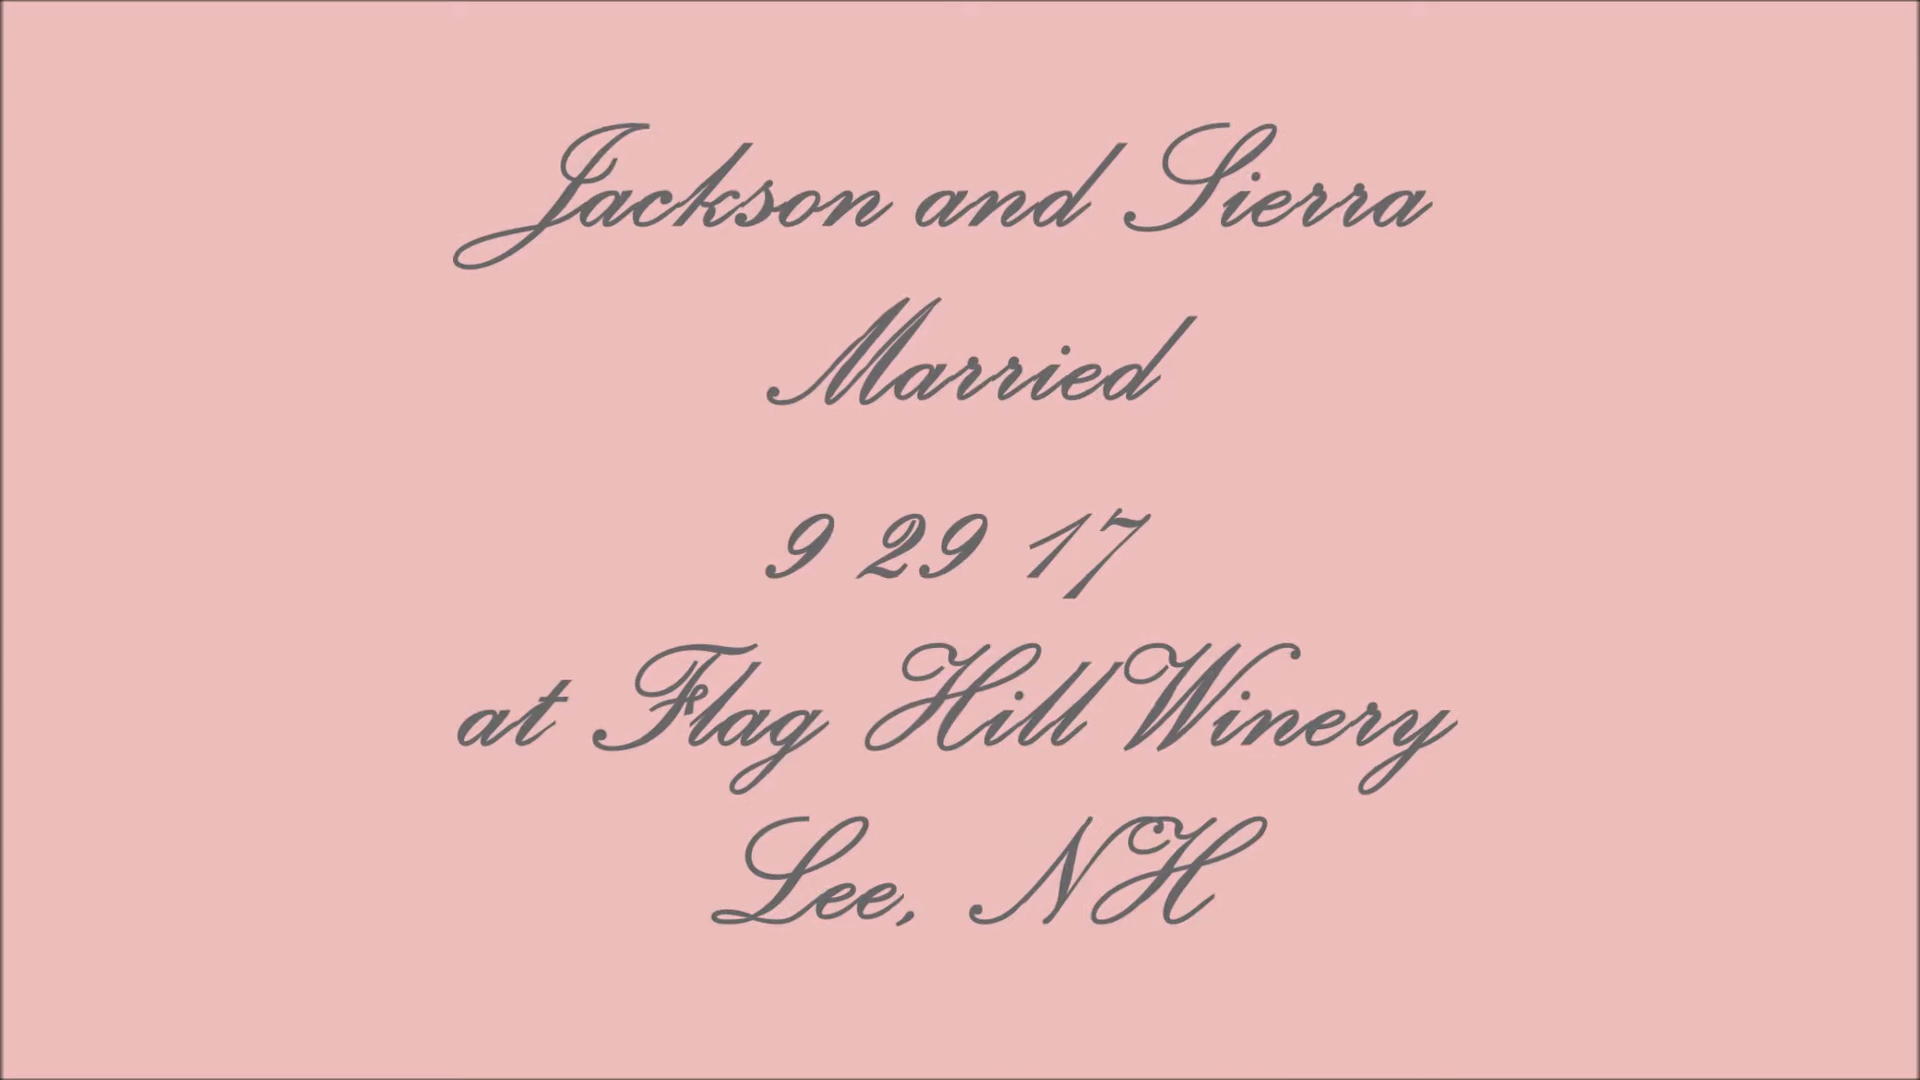 Jackson and Sierra
Married
9 29 17
at Flag Hill Winery
Lee, NH